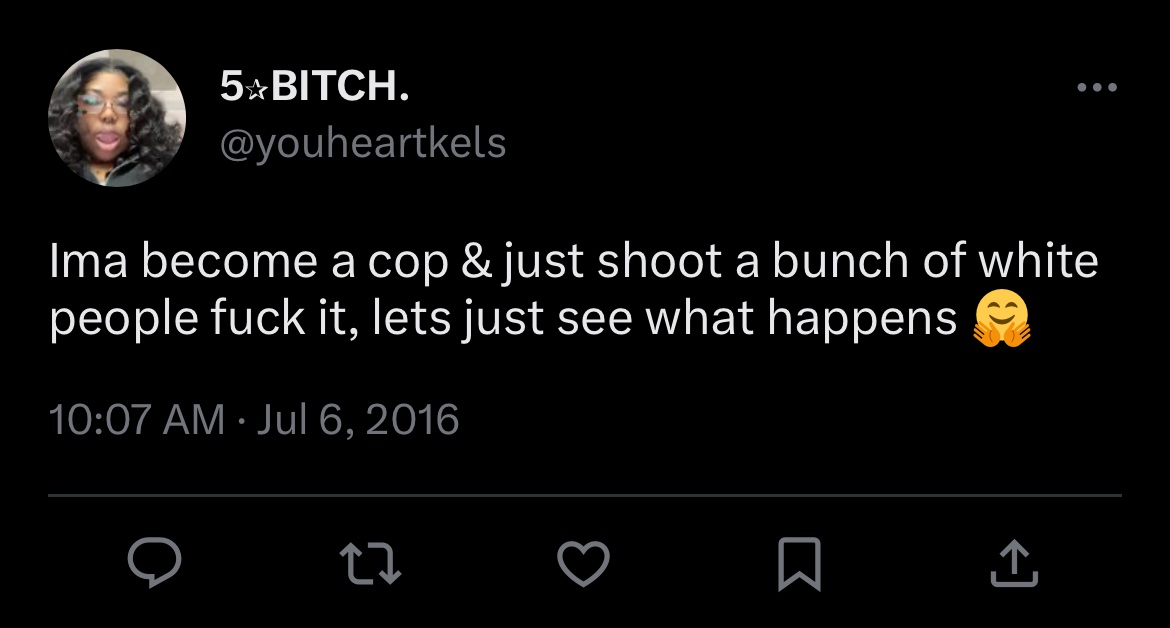 5☆BITCH.
@youheartkels
Ima become a cop & just shoot a bunch of white
people fuck it, lets just see what happens 🤗
10:07 AM · Jul 6, 2016